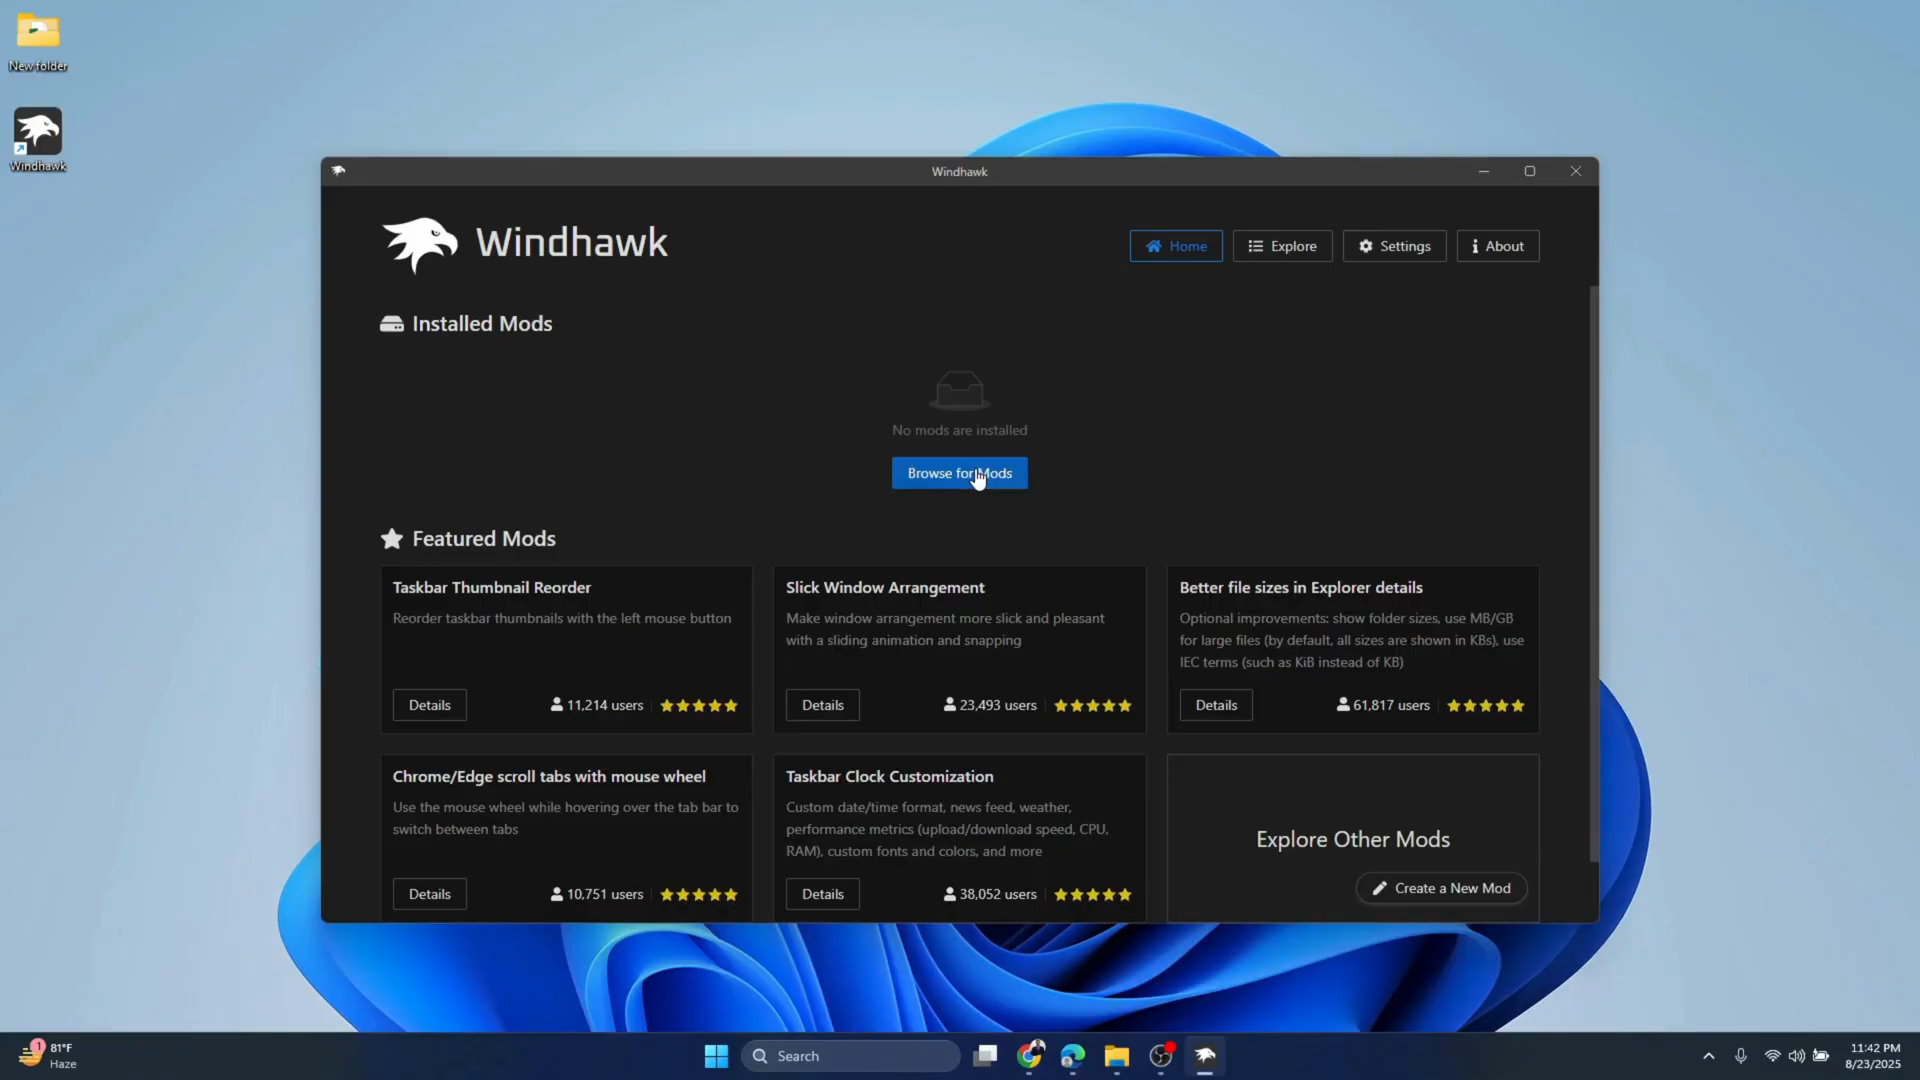 New folder
Windhawk
Windhawk
Windhawk
Home
Explore
Settings
About
Installed Mods
No mods are installed
Browse for Mods
Featured Mods
Taskbar Thumbnail Reorder
Reorder taskbar thumbnails with the left mouse button
Details
11,214 users
Slick Window Arrangement
Make window arrangement more slick and pleasant
with a sliding animation and snapping
Details
23,493 users
Better file sizes in Explorer details
Optional improvements: show folder sizes, use MB/GB
for large files (by default, all sizes are shown in KBs), use
IEC terms (such as KiB instead of KB)
Details
61,817 users
Chrome/Edge scroll tabs with mouse wheel
Use the mouse wheel while hovering over the tab bar to
switch between tabs
Details
10,751 users
Taskbar Clock Customization
Custom date/time format, news feed, weather,
performance metrics (upload/download speed, CPU,
RAM), custom fonts and colors, and more
Details
38,052 users
Explore Other Mods
Create a New Mod
1
81°F
Haze
Search
11:42 PM
8/23/2025